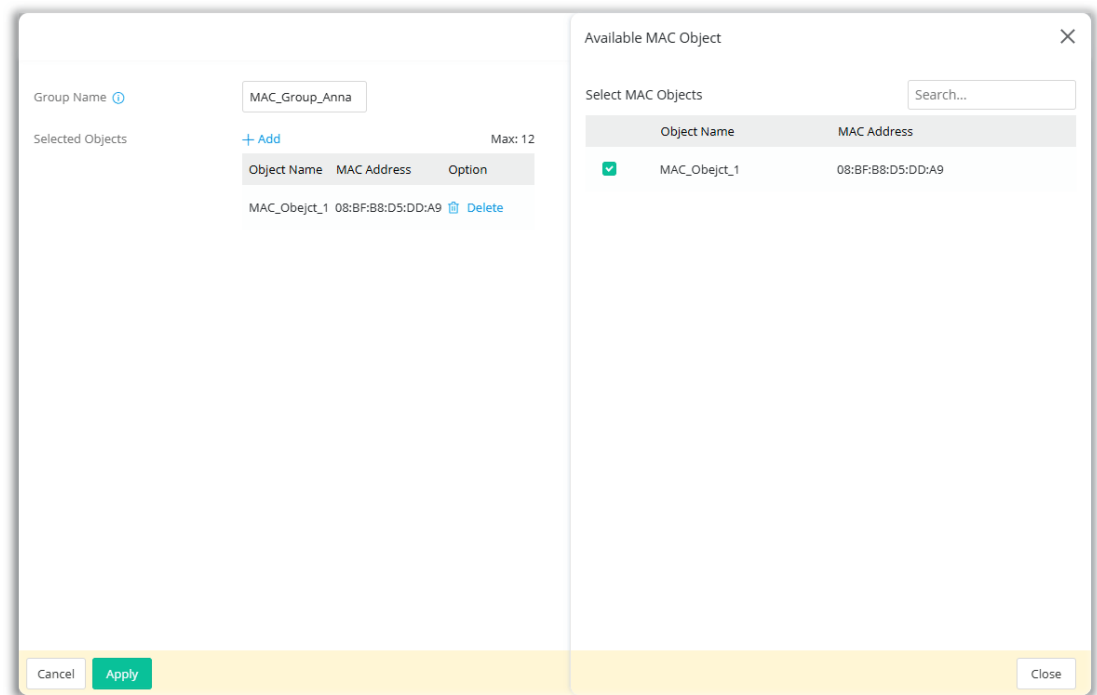 Group Name
MAC_Group_Anna
Selected Objects
+ Add
Max: 12
Object Name MAC Address Option
MAC_Obejct_1 08:BF:B8:D5:DD:A9 Delete
Cancel
Apply
Available MAC Object
Select MAC Objects
Search...
Object Name MAC Address
MAC_Obejct_1 08:BF:B8:D5:DD:A9
Close